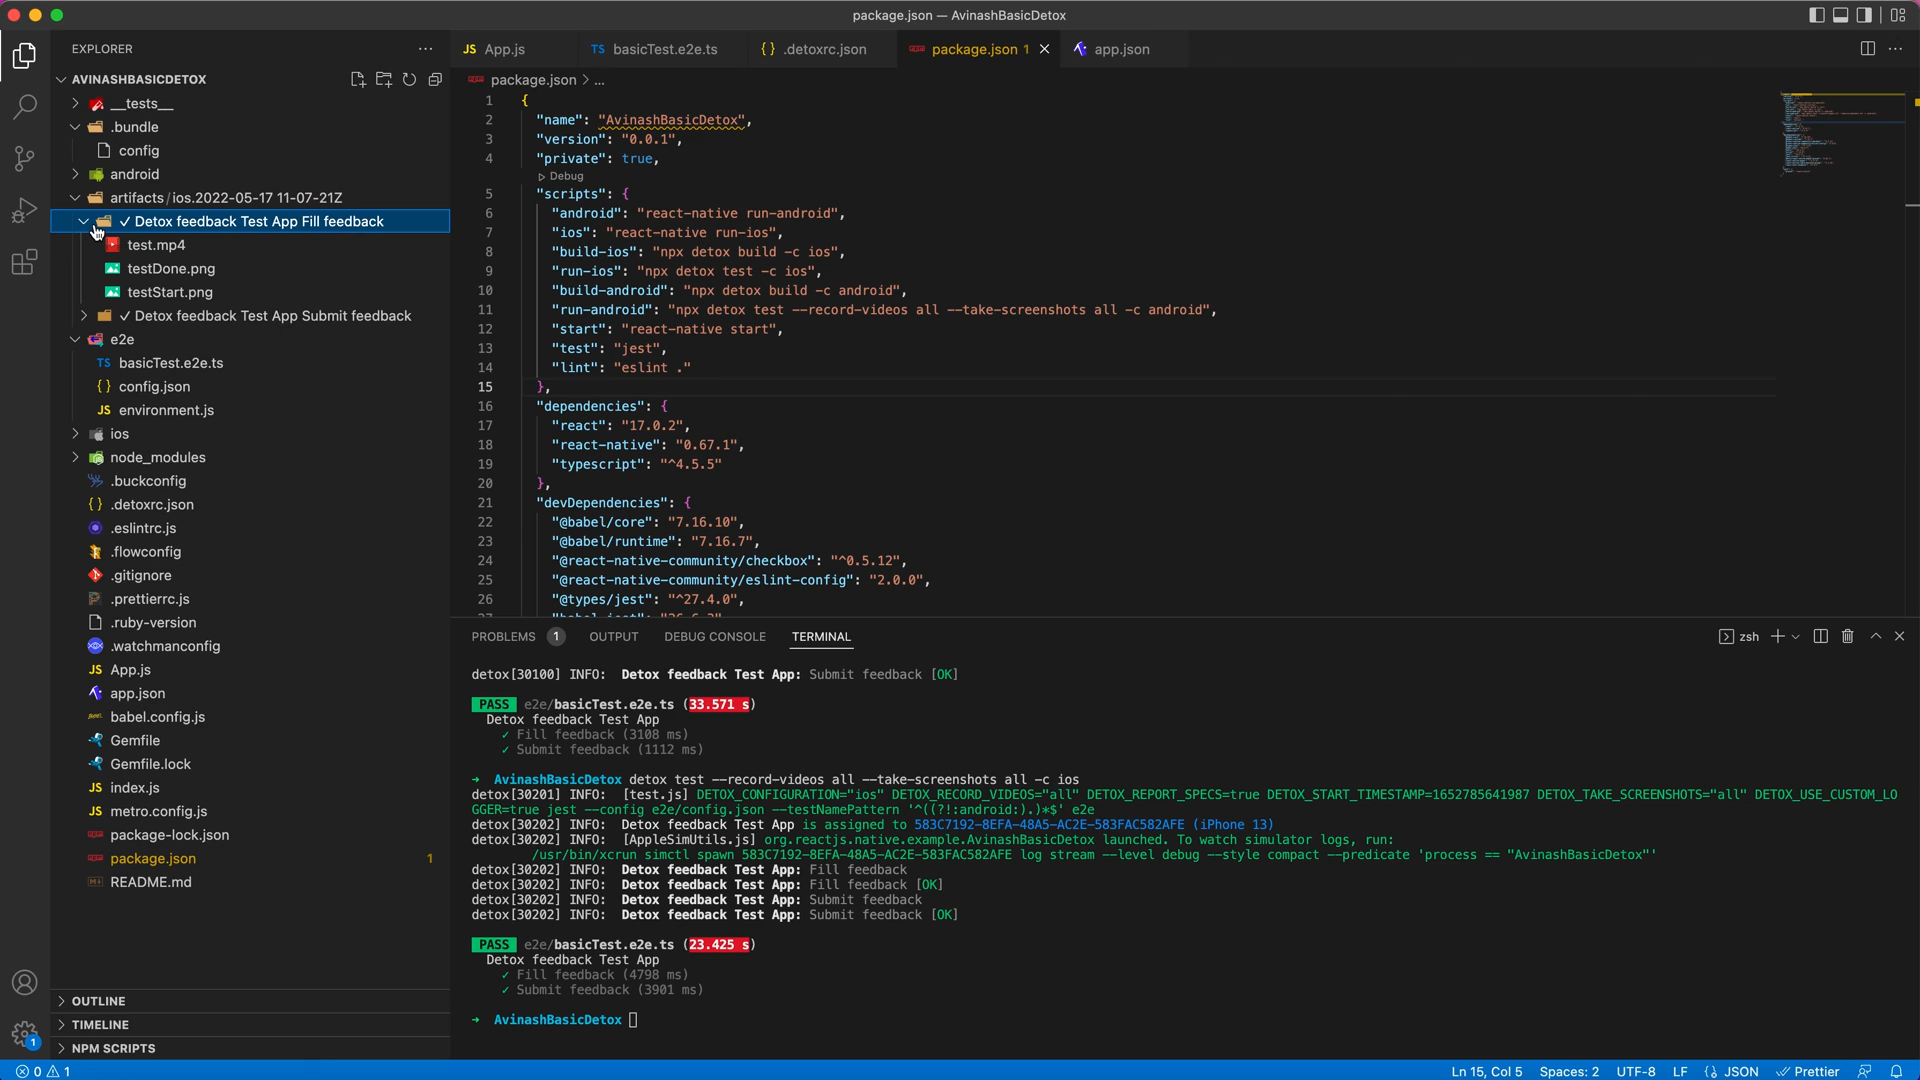 package.json — AvinashBasicDetox
EXPLORER
AVINASHBASICDETOX
__tests__
.bundle
config
android
artifacts / ios.2022-05-17 11-07-21Z
✓ Detox feedback Test App Fill feedback
test.mp4
testDone.png
testStart.png
✓ Detox feedback Test App Submit feedback
e2e
TS basicTest.e2e.ts
{ } config.json
JS environment.js
ios
node_modules
.buckconfig
{ } .detoxrc.json
.eslintrc.js
.flowconfig
.gitignore
.prettierrc.js
.ruby-version
.watchmanconfig
JS App.js
app.json
babel.config.js
Gemfile
Gemfile.lock
JS index.js
JS metro.config.js
package-lock.json
package.json 1
README.md
OUTLINE
TIMELINE
NPM SCRIPTS
JS App.js
TS basicTest.e2e.ts
{ } .detoxrc.json
package.json 1
app.json
package.json > ...
1 {
2 "name": "AvinashBasicDetox",
3 "version": "0.0.1",
4 "private": true,
Debug
5 "scripts": {
6 "android": "react-native run-android",
7 "ios": "react-native run-ios",
8 "build-ios": "npx detox build -c ios",
9 "run-ios": "npx detox test -c ios",
10 "build-android": "npx detox build -c android",
11 "run-android": "npx detox test --record-videos all --take-screenshots all -c android",
12 "start": "react-native start",
13 "test": "jest",
14 "lint": "eslint ."
15 },
16 "dependencies": {
17 "react": "17.0.2",
18 "react-native": "0.67.1",
19 "typescript": "^4.5.5"
20 },
21 "devDependencies": {
22 "@babel/core": "7.16.10",
23 "@babel/runtime": "7.16.7",
24 "@react-native-community/checkbox": "^0.5.12",
25 "@react-native-community/eslint-config": "2.0.0",
26 "@types/jest": "^27.4.0",
PROBLEMS 1 OUTPUT DEBUG CONSOLE TERMINAL
zsh
detox[30100] INFO: Detox feedback Test App: Submit feedback [OK]
PASS e2e/basicTest.e2e.ts (33.571 s)
Detox feedback Test App
✓ Fill feedback (3108 ms)
✓ Submit feedback (1112 ms)
→ AvinashBasicDetox detox test --record-videos all --take-screenshots all -c ios
detox[30201] INFO: [test.js] DETOX_CONFIGURATION="ios" DETOX_RECORD_VIDEOS="all" DETOX_REPORT_SPECS=true DETOX_START_TIMESTAMP=1652785641987 DETOX_TAKE_SCREENSHOTS="all" DETOX_USE_CUSTOM_LO
GGER=true jest --config e2e/config.json --testNamePattern '^((?!:android:).)*$' e2e
detox[30202] INFO: Detox feedback Test App is assigned to 583C7192-8EFA-48A5-AC2E-583FAC582AFE (iPhone 13)
detox[30202] INFO: [AppleSimUtils.js] org.reactjs.native.example.AvinashBasicDetox launched. To watch simulator logs, run:
/usr/bin/xcrun simctl spawn 583C7192-8EFA-48A5-AC2E-583FAC582AFE log stream --level debug --style compact --predicate 'process == "AvinashBasicDetox"'
detox[30202] INFO: Detox feedback Test App: Fill feedback
detox[30202] INFO: Detox feedback Test App: Fill feedback [OK]
detox[30202] INFO: Detox feedback Test App: Submit feedback
detox[30202] INFO: Detox feedback Test App: Submit feedback [OK]
PASS e2e/basicTest.e2e.ts (23.425 s)
Detox feedback Test App
✓ Fill feedback (4798 ms)
✓ Submit feedback (3901 ms)
→ AvinashBasicDetox
1
0 1
Ln 15, Col 5 Spaces: 2 UTF-8 LF { } JSON Prettier